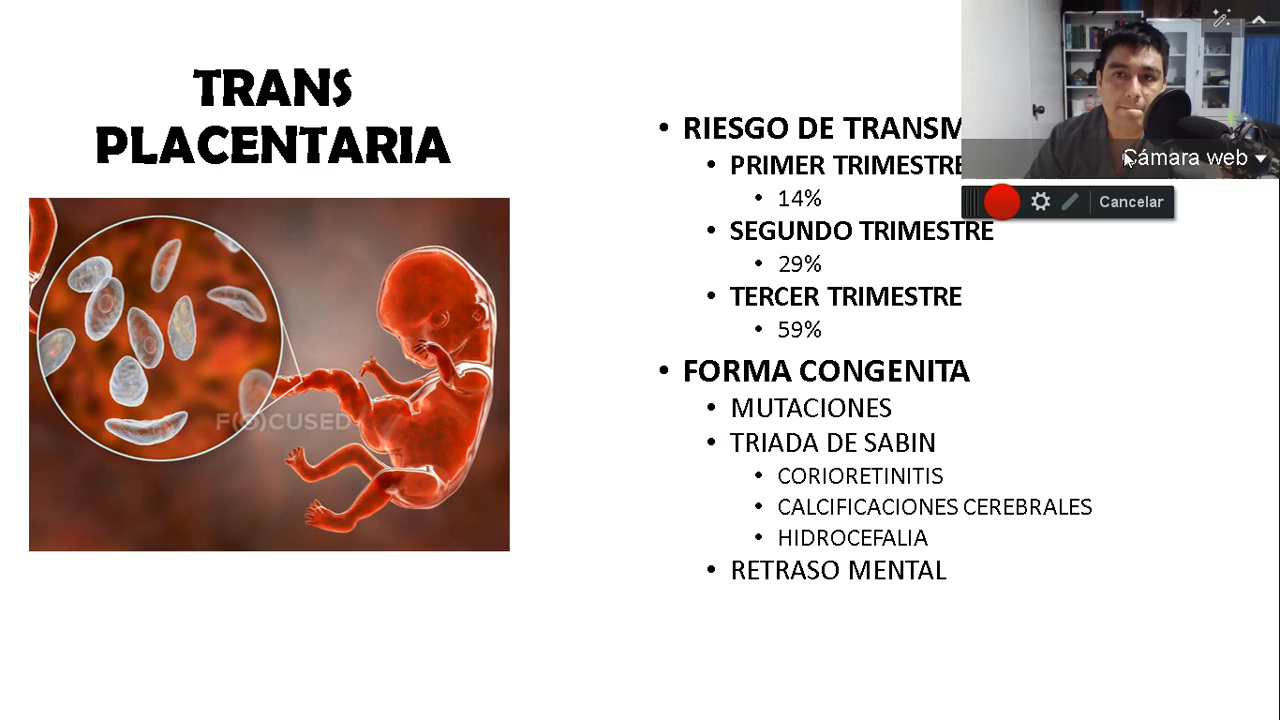 TRANS
PLACENTARIA
F(O)CUSED
• RIESGO DE
• PRIMER TRIMESTRE
• 14%
• SEGUNDO TRIMESTRE
• 29%
• TERCER TRIMESTRE
• 59%
• FORMA CONGENITA
• MUTACIONES
• TRIADA DE SABIN
• CORIORETINITIS
• CALCIFICACIONES CEREBRALES
• HIDROCEFALIA
• RETRASO MENTAL
Cámara web
Cancelar